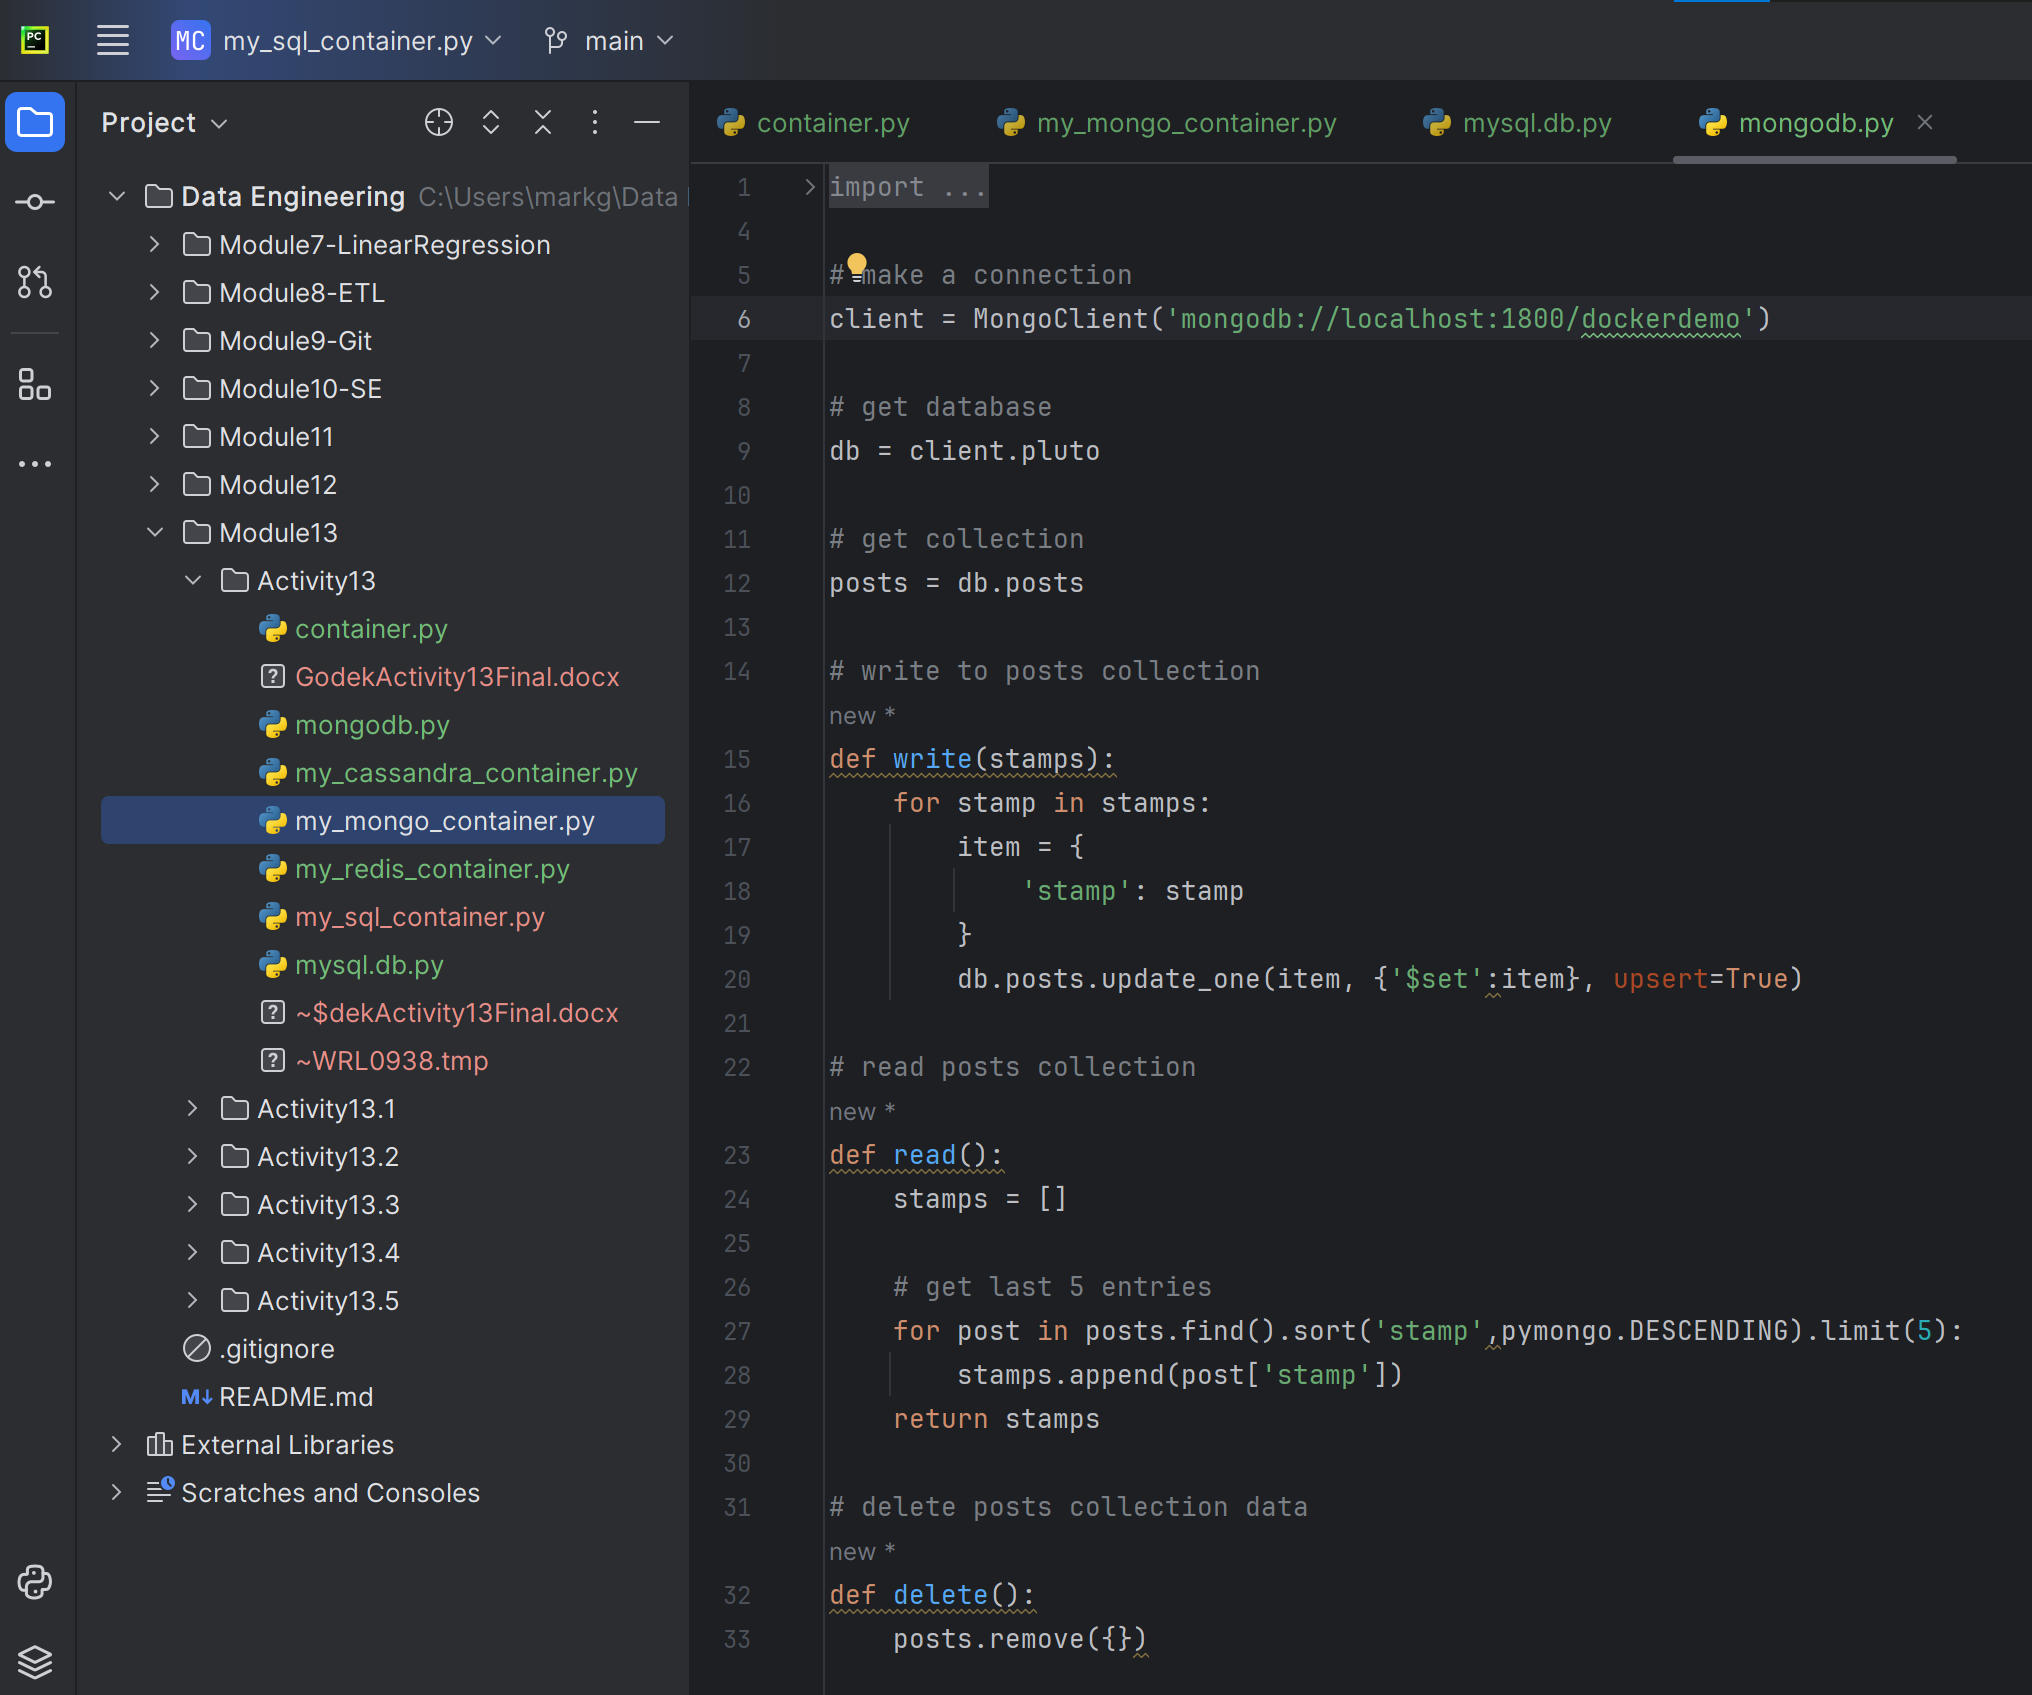 PC
MC my_sql_container.py main
Project
Data Engineering C:\Users\markg\Data
Module7-LinearRegression
Module8-ETL
Module9-Git
Module10-SE
Module11
Module12
Module13
Activity13
container.py
GodekActivity13Final.docx
mongodb.py
my_cassandra_container.py
my_mongo_container.py
my_redis_container.py
my_sql_container.py
mysql.db.py
~$dekActivity13Final.docx
~WRL0938.tmp
Activity13.1
Activity13.2
Activity13.3
Activity13.4
Activity13.5
.gitignore
M↓ README.md
External Libraries
Scratches and Consoles
container.py my_mongo_container.py mysql.db.py mongodb.py
1 import ...
4
5 # make a connection
6 client = MongoClient('mongodb://localhost:1800/dockerdemo')
7
8 # get database
9 db = client.pluto
10
11 # get collection
12 posts = db.posts
13
14 # write to posts collection
new *
15 def write(stamps):
16 for stamp in stamps:
17 item = {
18 'stamp': stamp
19 }
20 db.posts.update_one(item, {'$set':item}, upsert=True)
21
22 # read posts collection
new *
23 def read():
24 stamps = []
25
26 # get last 5 entries
27 for post in posts.find().sort('stamp',pymongo.DESCENDING).limit(5):
28 stamps.append(post['stamp'])
29 return stamps
30
31 # delete posts collection data
new *
32 def delete():
33 posts.remove({})